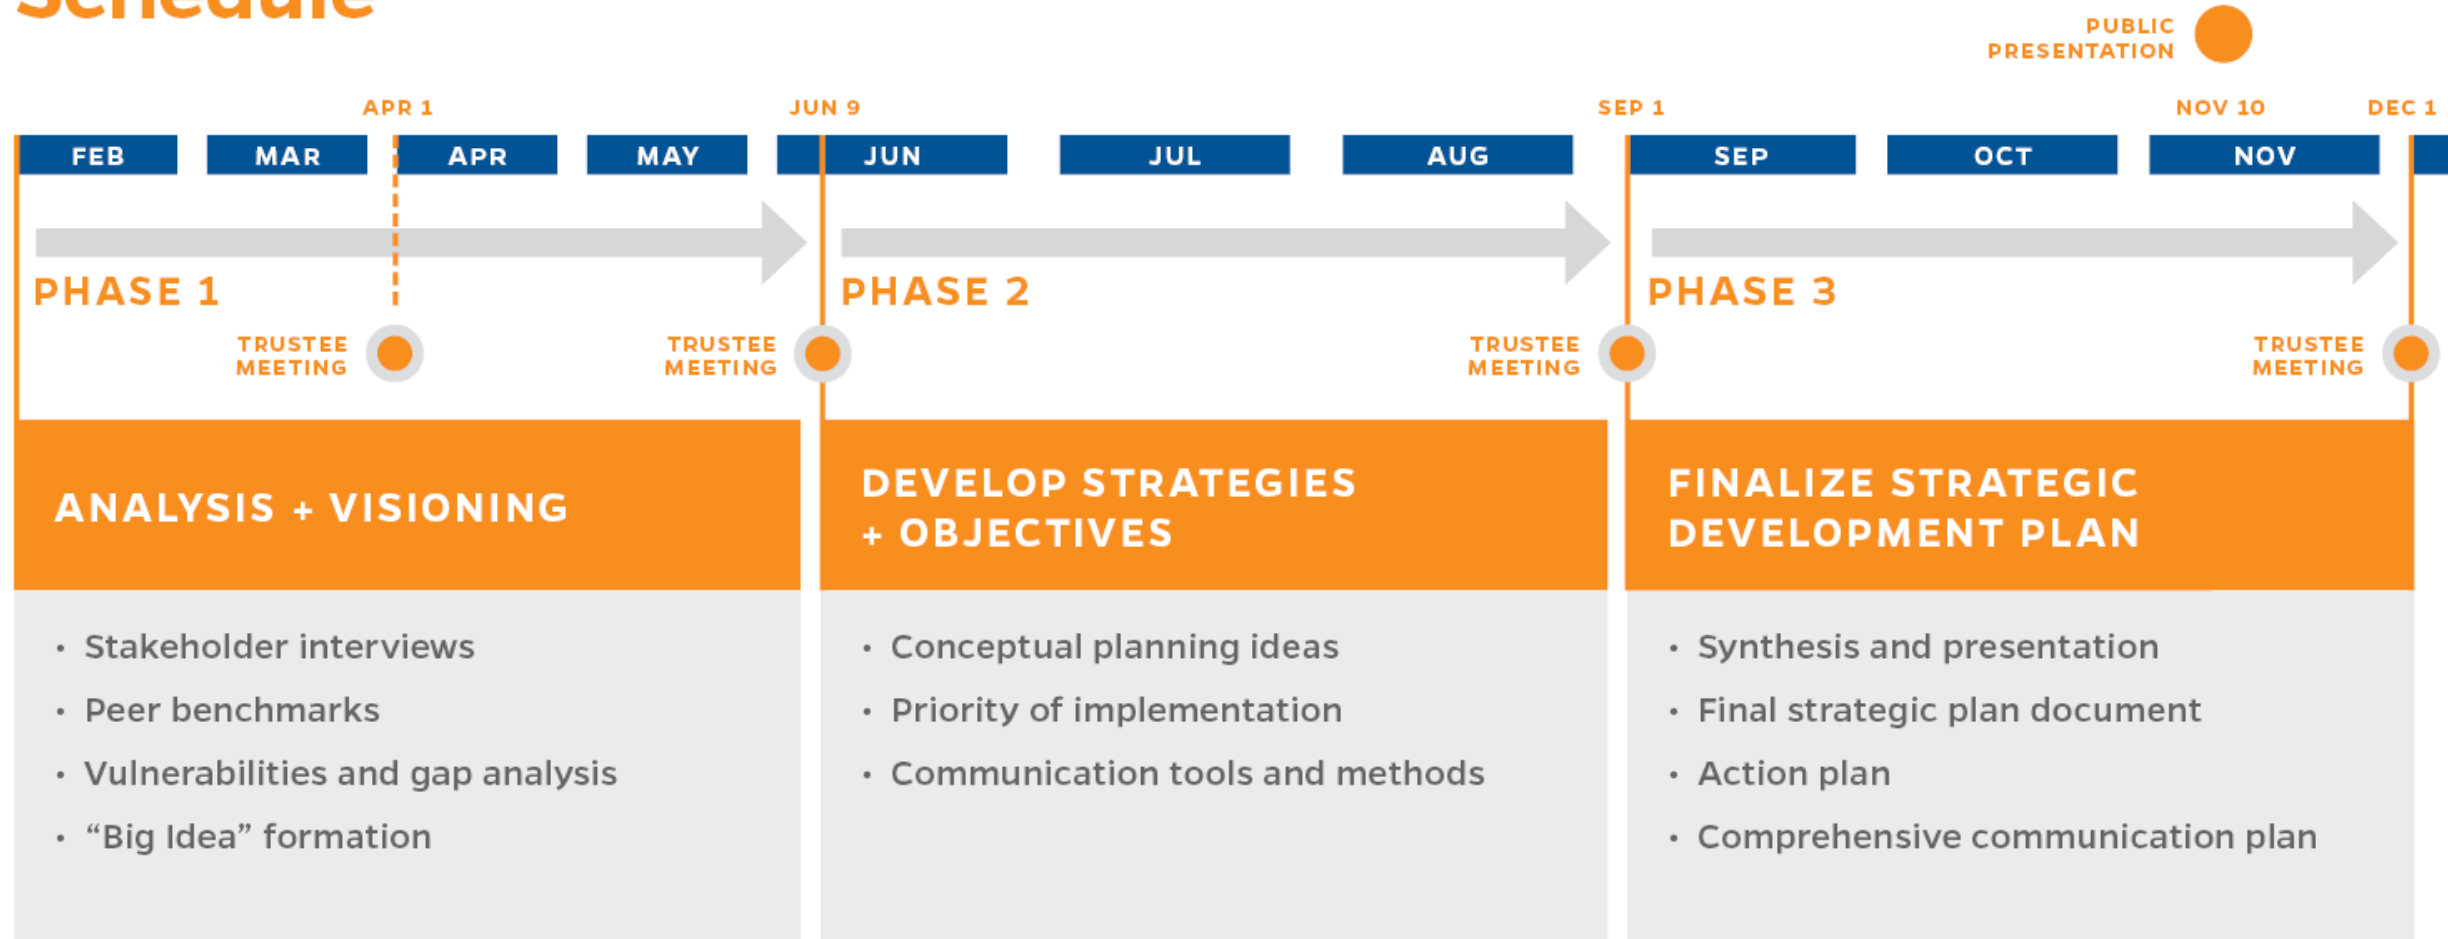 Schedule
PUBLIC
PRESENTATION
APR 1
JUN 9
SEP 1
NOV 10
DEC 1
FEB
MAR
APR
MAY
JUN
JUL
AUG
SEP
OCT
NOV
PHASE 1
PHASE 2
PHASE 3
TRUSTEE
MEETING
TRUSTEE
MEETING
TRUSTEE
MEETING
TRUSTEE
MEETING
ANALYSIS + VISIONING
• Stakeholder interviews
• Peer benchmarks
• Vulnerabilities and gap analysis
• “Big Idea” formation
DEVELOP STRATEGIES
+ OBJECTIVES
• Conceptual planning ideas
• Priority of implementation
• Communication tools and methods
FINALIZE STRATEGIC
DEVELOPMENT PLAN
• Synthesis and presentation
• Final strategic plan document
• Action plan
• Comprehensive communication plan